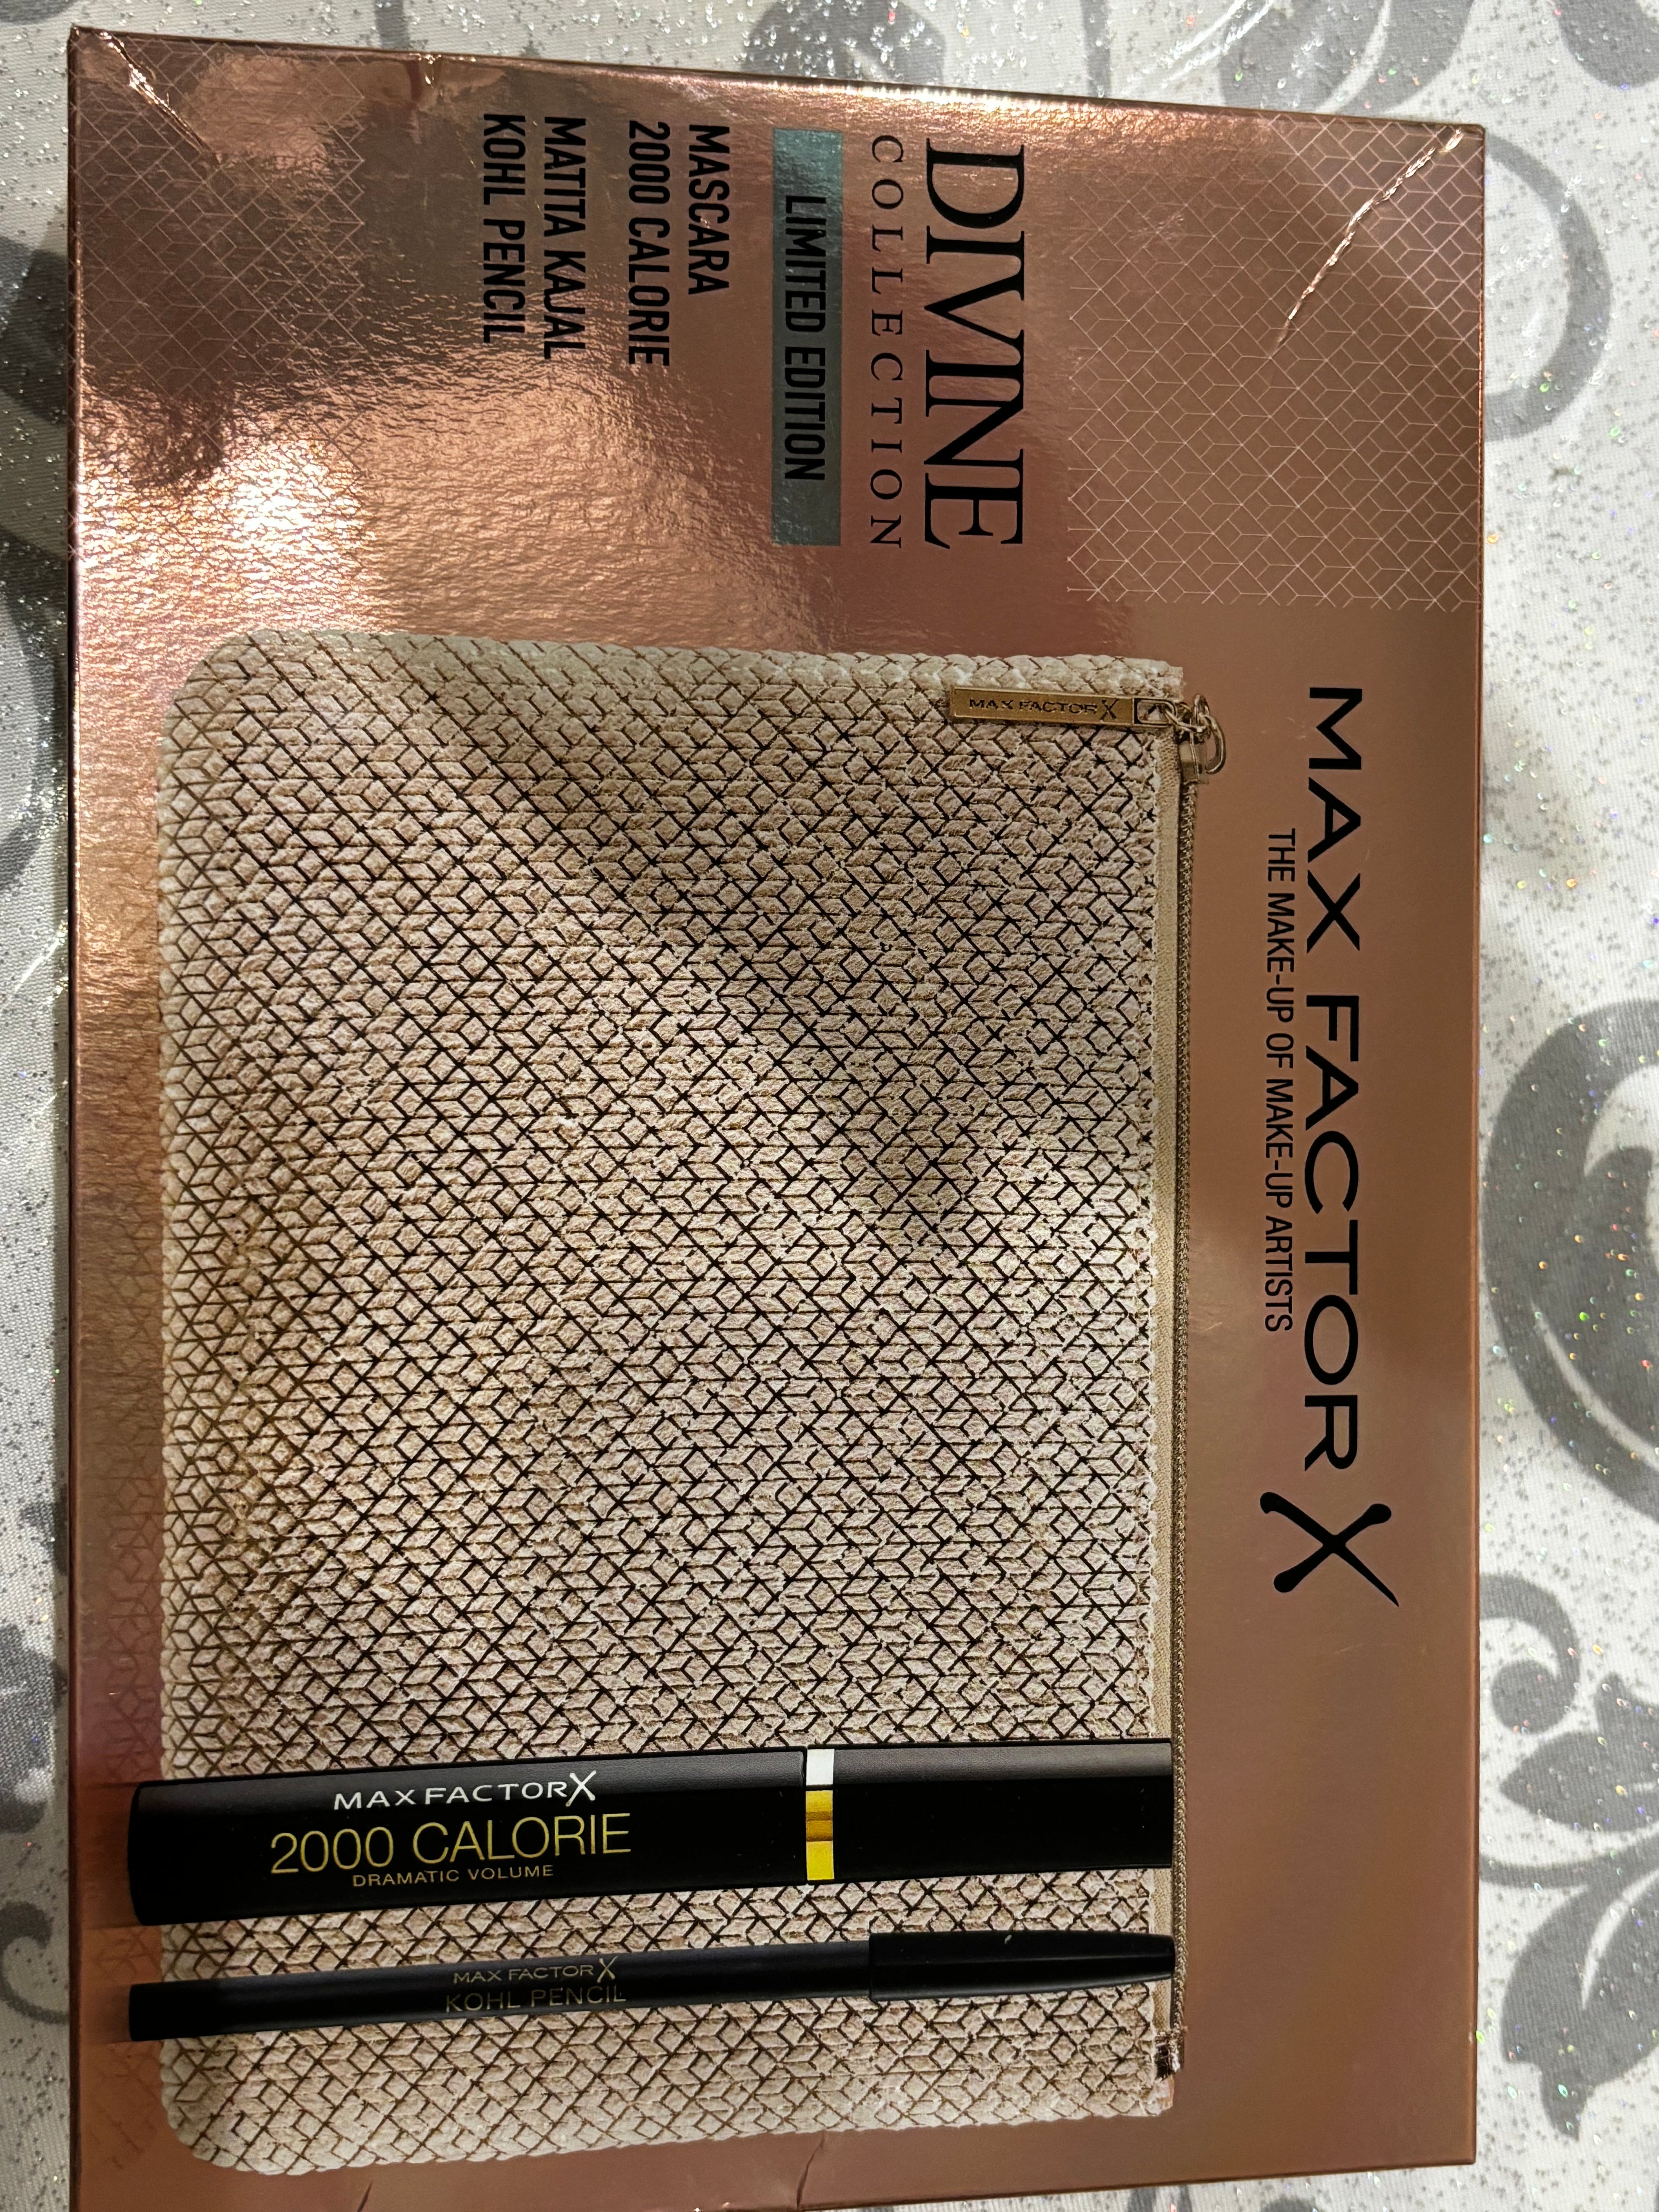 MAX FACTOR X
THE MAKE-UP OF MAKE-UP ARTISTS
DIVINE
COLLECTION
LIMITED EDITION
MASCARA
2000 CALORIE
MATITA KAJAL
KOHL PENCIL
MAX FACTOR X
MAX FACTOR X
2000 CALORIE
DRAMATIC VOLUME
MAX FACTOR X
KOHL PENCIL